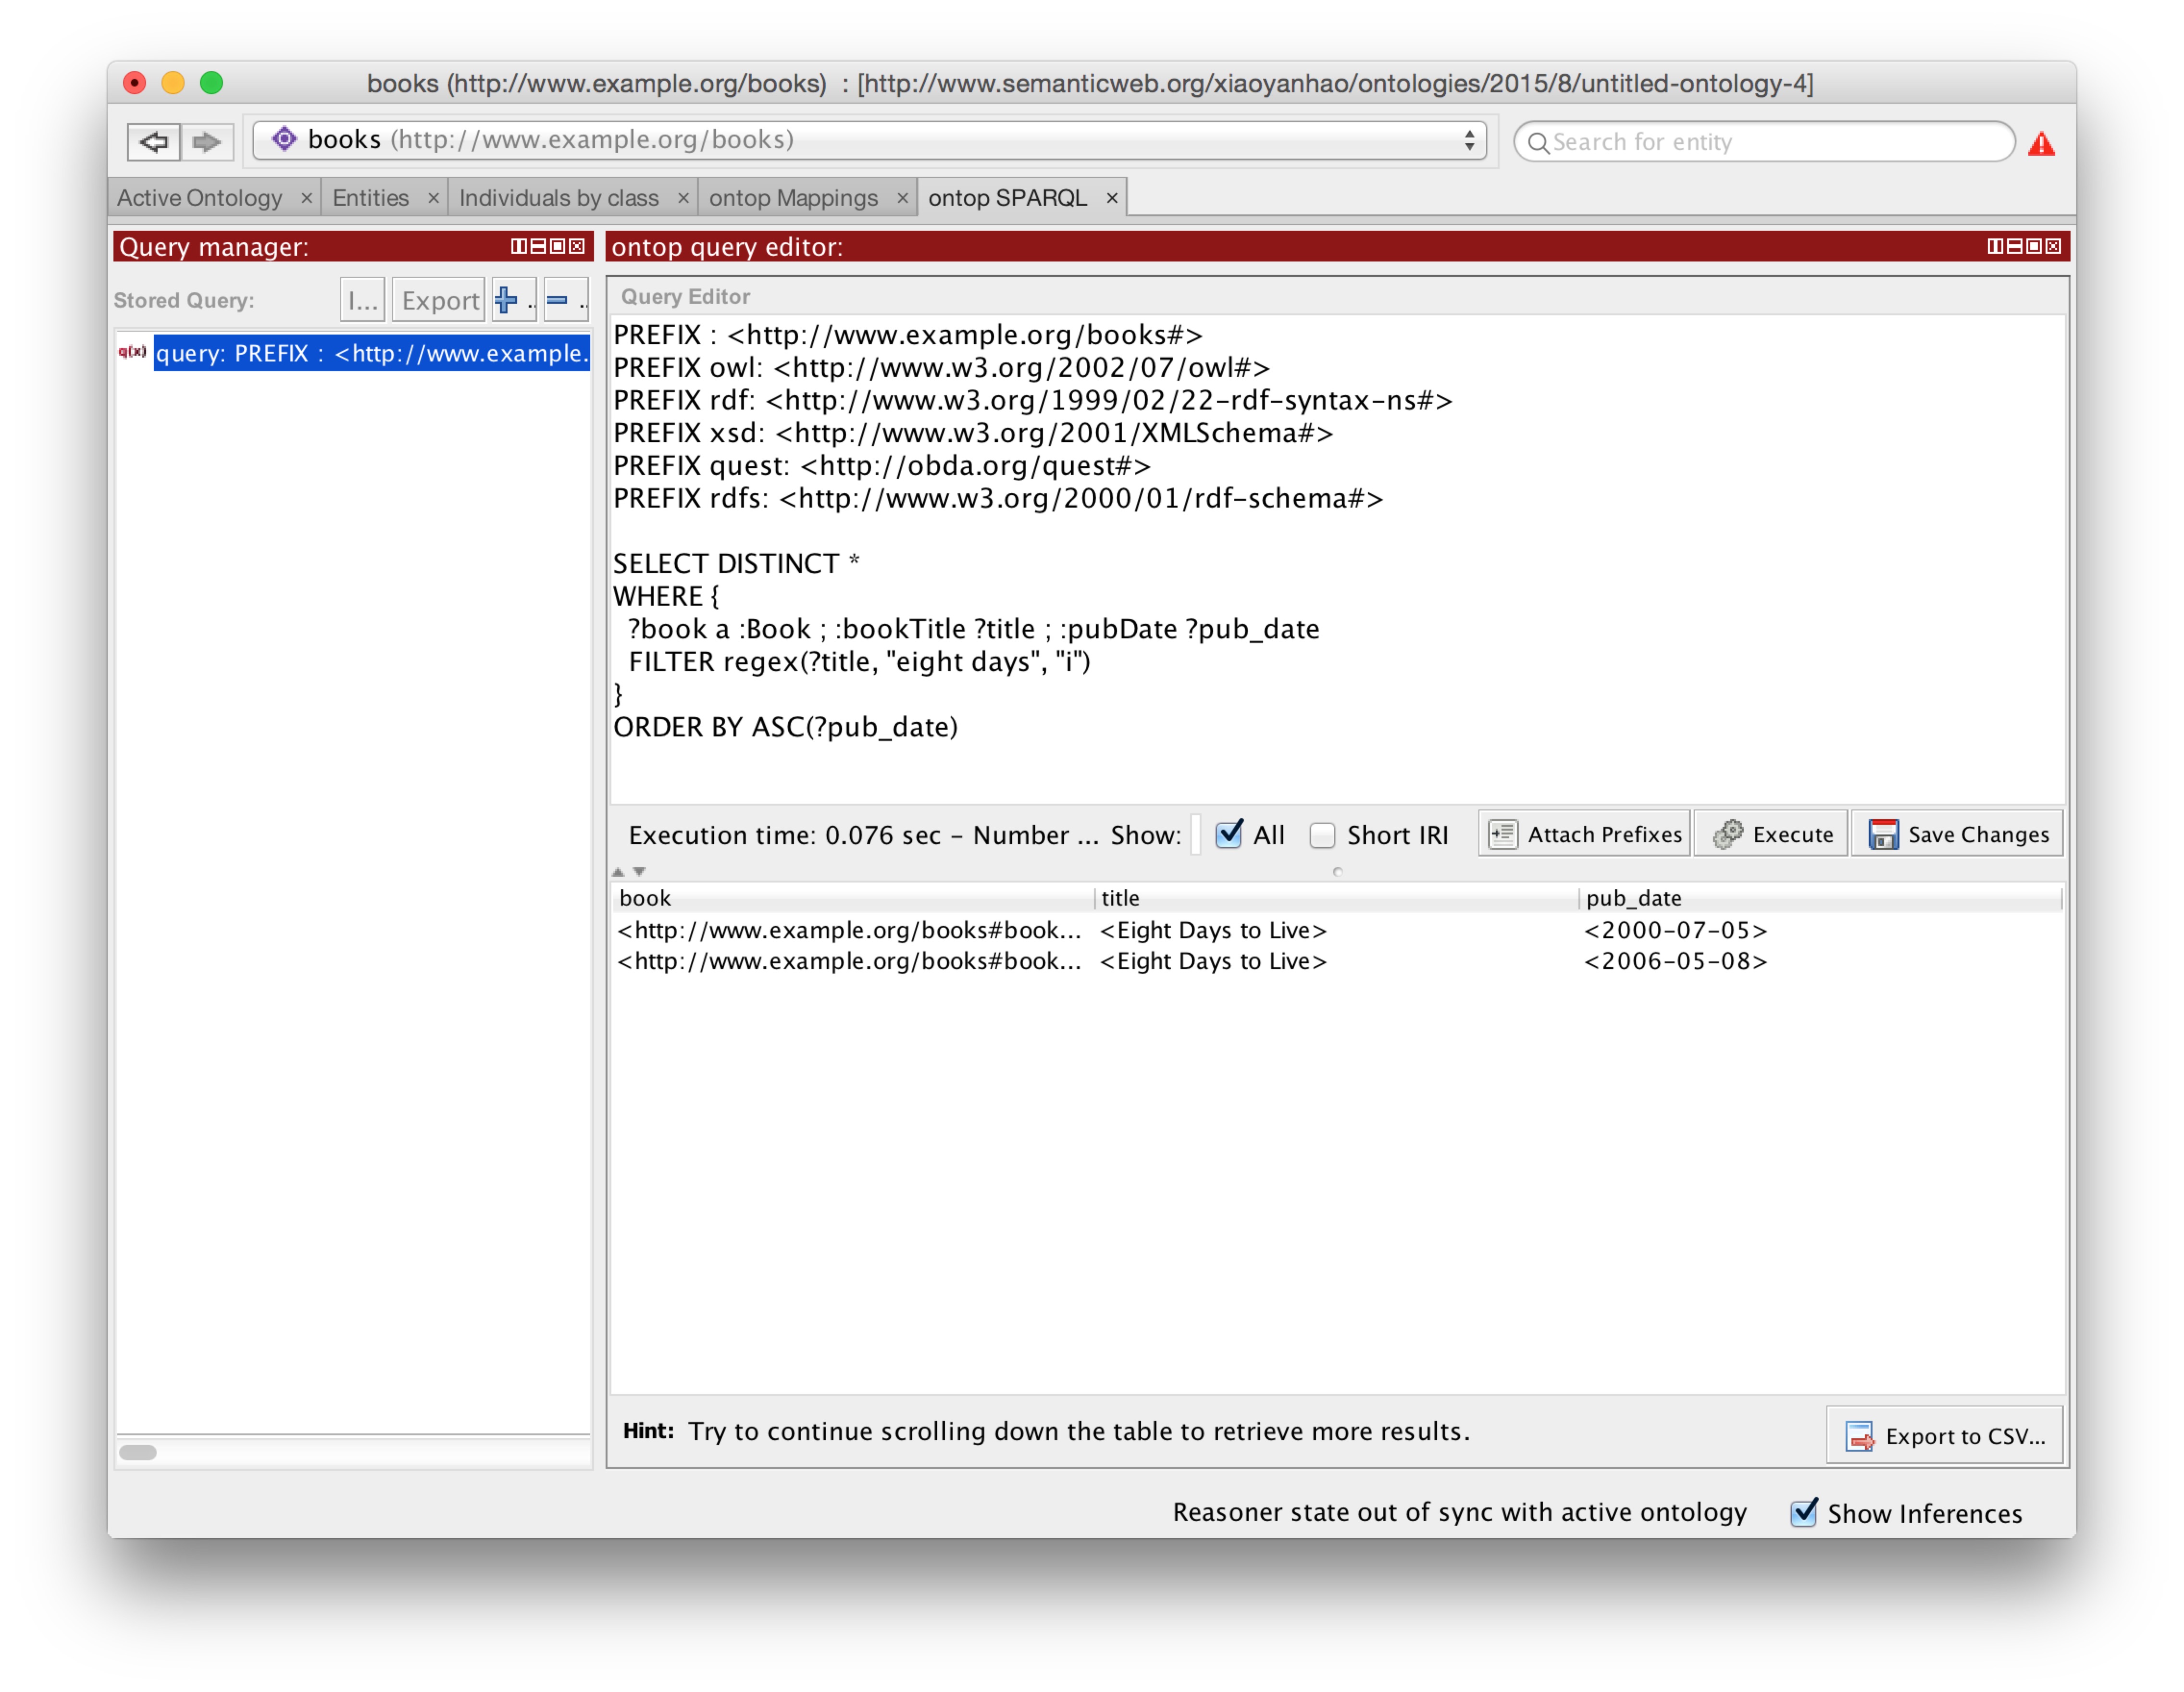 books (http://www.example.org/books)  : [http://www.semanticweb.org/xiaoyanhao/ontologies/2015/8/untitled-ontology-4]
books (http://www.example.org/books)
Search for entity
Active Ontology × Entities × Individuals by class × ontop Mappings × ontop SPARQL ×
Query manager:
Stored Query: I... Export + .. − ..
q(x) query: PREFIX : <http://www.example.
ontop query editor:
Query Editor
PREFIX : <http://www.example.org/books#>
PREFIX owl: <http://www.w3.org/2002/07/owl#>
PREFIX rdf: <http://www.w3.org/1999/02/22-rdf-syntax-ns#>
PREFIX xsd: <http://www.w3.org/2001/XMLSchema#>
PREFIX quest: <http://obda.org/quest#>
PREFIX rdfs: <http://www.w3.org/2000/01/rdf-schema#>
SELECT DISTINCT *
WHERE {
?book a :Book ; :bookTitle ?title ; :pubDate ?pub_date
FILTER regex(?title, "eight days", "i")
}
ORDER BY ASC(?pub_date)
Execution time: 0.076 sec – Number ... Show: All Short IRI Attach Prefixes Execute Save Changes
book title pub_date
<http://www.example.org/books#book... <Eight Days to Live> <2000-07-05>
<http://www.example.org/books#book... <Eight Days to Live> <2006-05-08>
Hint: Try to continue scrolling down the table to retrieve more results.
Export to CSV...
Reasoner state out of sync with active ontology Show Inferences